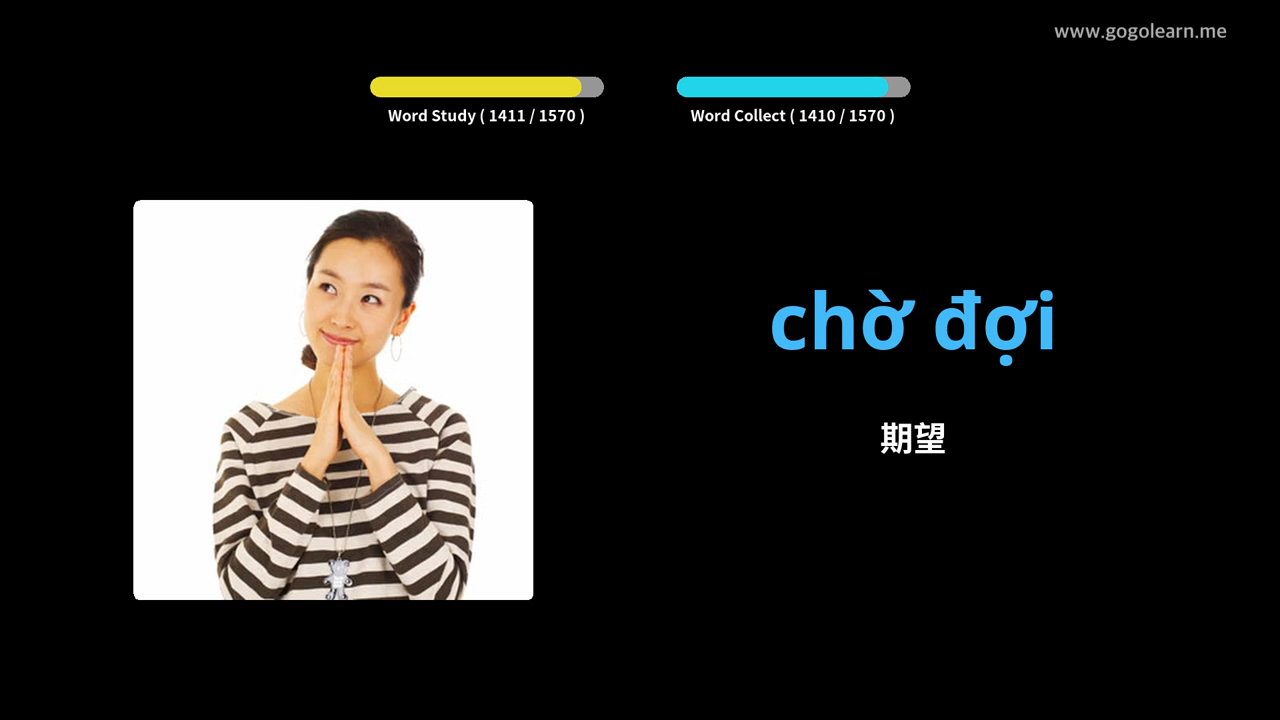 www.gogolearn.me
Word Study ( 1411 / 1570 )
Word Collect ( 1410 / 1570 )
chờ đợi
期望